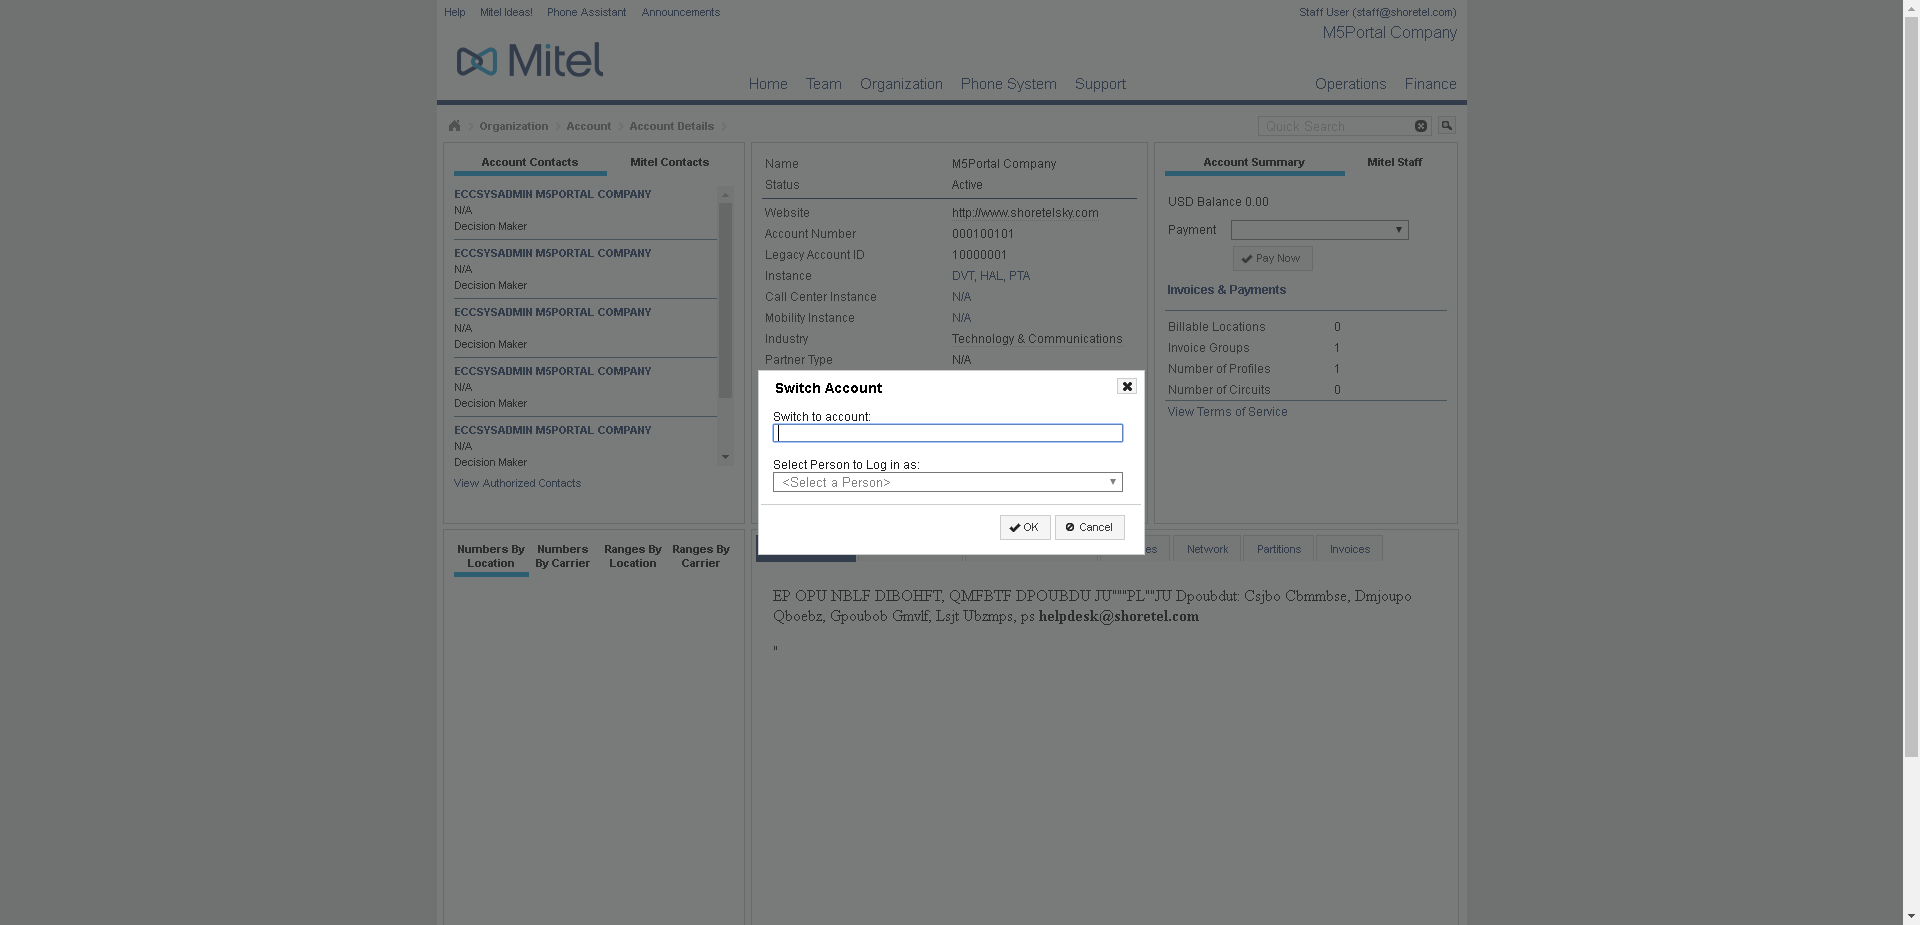 Help Mitel Ideas! Phone Assistant Announcements
Staff User (staff@shoretel.com)
M5Portal Company
Mitel
Home Team Organization Phone System Support
Operations Finance
Organization Account Account Details
Quick Search
Account Contacts Mitel Contacts
ECCSYSADMIN M5PORTAL COMPANY
N/A
Decision Maker
ECCSYSADMIN M5PORTAL COMPANY
N/A
Decision Maker
ECCSYSADMIN M5PORTAL COMPANY
N/A
Decision Maker
ECCSYSADMIN M5PORTAL COMPANY
N/A
Decision Maker
ECCSYSADMIN M5PORTAL COMPANY
N/A
Decision Maker
View Authorized Contacts
Name M5Portal Company
Status Active
Website http://www.shoretelsky.com
Account Number 000100101
Legacy Account ID 10000001
Instance DVT, HAL, PTA
Call Center Instance N/A
Mobility Instance N/A
Industry Technology & Communications
Partner Type N/A
Account Summary Mitel Staff
USD Balance 0.00
Payment
Pay Now
Invoices & Payments
Billable Locations 0
Invoice Groups 1
Number of Profiles 1
Number of Circuits 0
View Terms of Service
Switch Account
Switch to account:
Select Person to Log in as:
<Select a Person>
OK Cancel
Numbers By Location
Numbers By Carrier
Ranges By Location
Ranges By Carrier
es Network Partitions Invoices
EP OPU NBLF DIBOHFT, QMFBTF DPOUBDU JU"""PL""JU Dpoubdut: Csjbo Cbmmbse, Dmjoupo
Qboebz, Gpoubob Gmvlf, Lsjt Ubzmps, ps helpdesk@shoretel.com
"